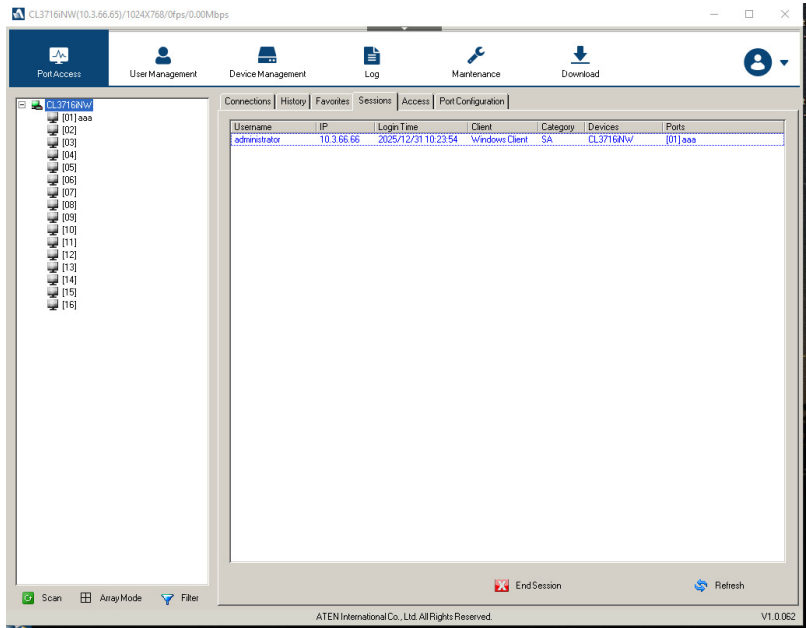 CL3716iNW(10.3.66.65)/1024X768/0fps/0.00Mbps
Port Access User Management Device Management Log Maintenance Download
Connections History Favorites Sessions Access Port Configuration
CL3716iNW
[01] aaa
[02]
[03]
[04]
[05]
[06]
[07]
[08]
[09]
[10]
[11]
[12]
[13]
[14]
[15]
[16]
Username IP Login Time Client Category Devices Ports
administrator 10.3.66.66 2025/12/31 10:23:54 Windows Client SA CL3716iNW [01] aaa
End Session Refresh
Scan Array Mode Filter
ATEN International Co., Ltd. All Rights Reserved. V1.0.062